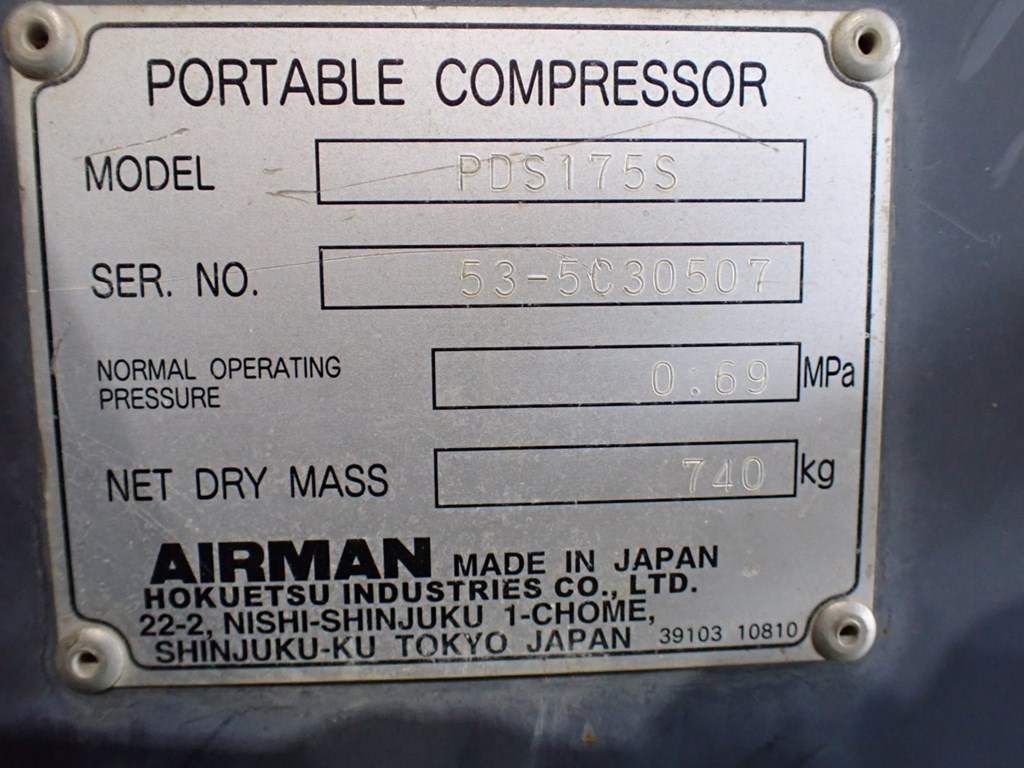 PORTABLE COMPRESSOR
MODEL PDS175S
SER. NO. 53-5C30507
NORMAL OPERATING
PRESSURE 0.69 MPa
NET DRY MASS 740 kg
AIRMAN MADE IN JAPAN
HOKUETSU INDUSTRIES CO., LTD.
22-2, NISHI-SHINJUKU 1-CHOME,
SHINJUKU-KU TOKYO JAPAN 39103 10810